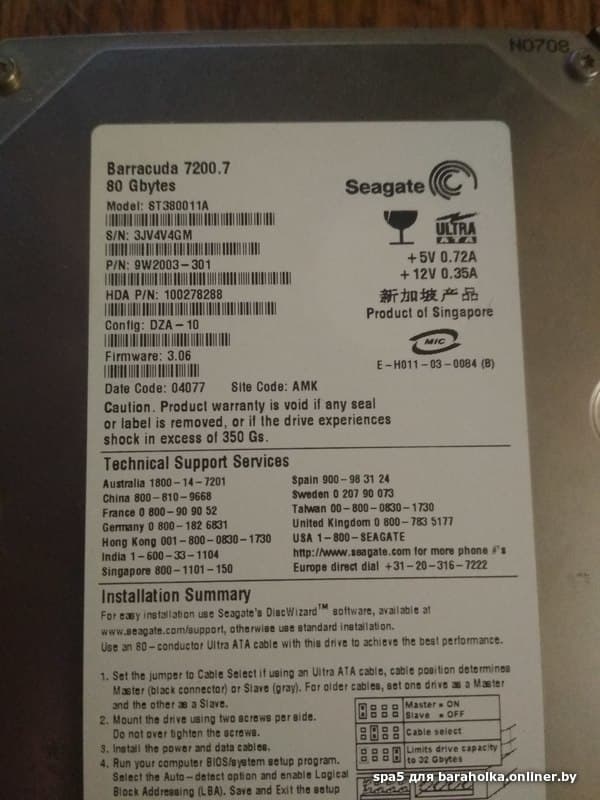 N0708
Barracuda 7200.7
80 Gbytes
Seagate
Model: ST380011A
S/N: 3JV4V4GM
ULTRA
ATA
P/N: 9W2003-301
+5V 0.72A
+12V 0.35A
HDA P/N: 100278288
新加坡产品
Product of Singapore
Config: DZA-10
MIC
Firmware: 3.06
E-H011-03-0084 (B)
Date Code: 04077 Site Code: AMK
Caution. Product warranty is void if any seal
or label is removed, or if the drive experiences
shock in excess of 350 Gs.
Technical Support Services
Australia 1800-14-7201
China 800-810-9668
France 0 800-90 90 52
Germany 0 800-182 6831
Hong Kong 001-800-0830-1730
India 1-600-33-1104
Singapore 800-1101-150
Spain 900-98 31 24
Sweden 0 207 90 073
Taiwan 00-800-0830-1730
United Kingdom 0 800-783 5177
USA 1-800-SEAGATE
http://www.seagate.com for more phone #'s
Europe direct dial +31-20-316-7222
Installation Summary
For easy installation use Seagate's DiscWizard™ software, available at
www.seagate.com/support, otherwise use standard installation.
Use an 80-conductor Ultra ATA cable with this drive to achieve the best performance.
1. Set the jumper to Cable Select if using an Ultra ATA cable, cable position determines
Master (black connector) or Slave (gray). For older cables, set one drive as a Master
and the other as a Slave.
2. Mount the drive using two screws per side.
Do not over tighten the screws.
3. Install the power and data cables.
4. Run your computer BIOS/system setup program.
Select the Auto-detect option and enable Logical
Block Addressing (LBA). Save and Exit the setup
Master = ON
Slave = OFF
Cable select
Limits drive capacity
to 32 Gbytes
spa5 для baraholka.onliner.by